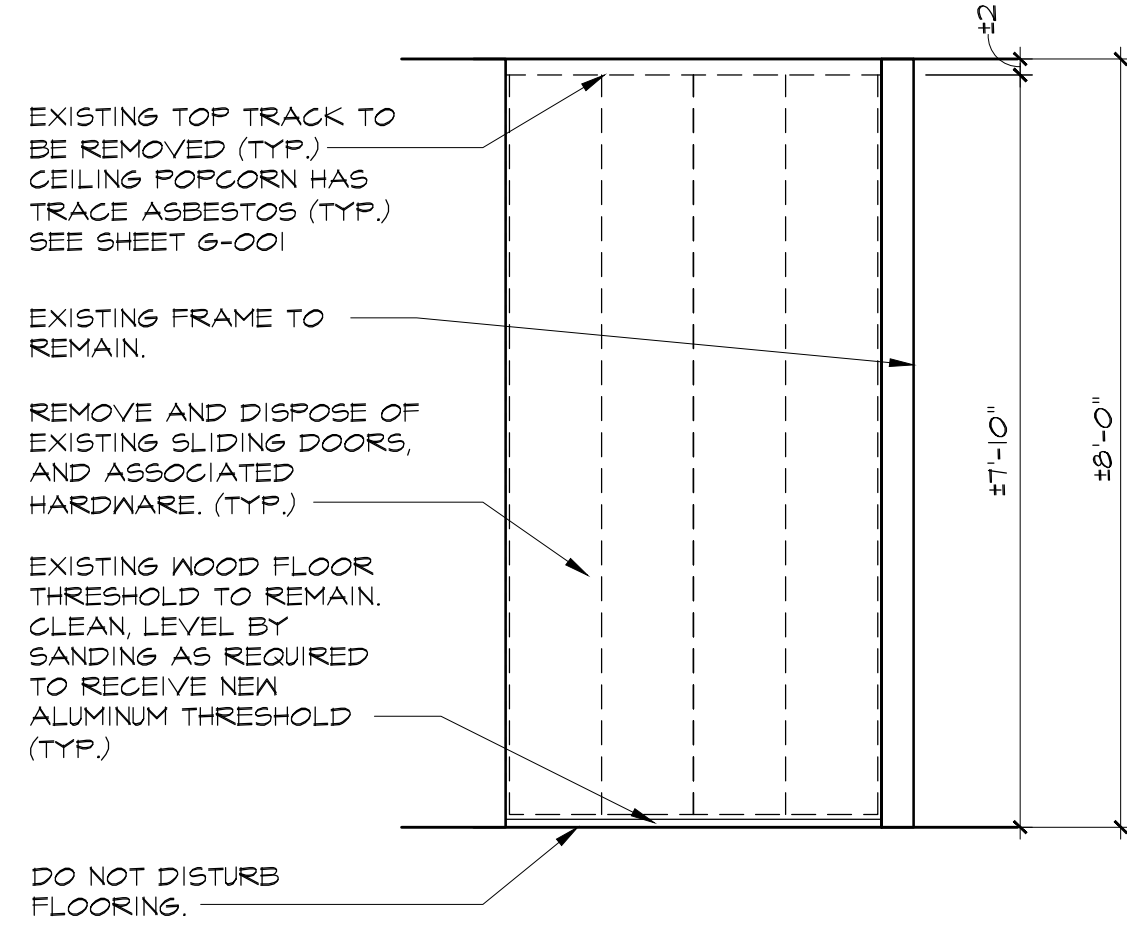 ±2
EXISTING TOP TRACK TO
BE REMOVED (TYP.)
CEILING POPCORN HAS
TRACE ASBESTOS (TYP.)
SEE SHEET G-001
EXISTING FRAME TO
REMAIN.
REMOVE AND DISPOSE OF
EXISTING SLIDING DOORS,
AND ASSOCIATED
HARDWARE. (TYP.)
±7'-10"
±8'-0"
EXISTING WOOD FLOOR
THRESHOLD TO REMAIN.
CLEAN, LEVEL BY
SANDING AS REQUIRED
TO RECEIVE NEW
ALUMINUM THRESHOLD
(TYP.)
DO NOT DISTURB
FLOORING.